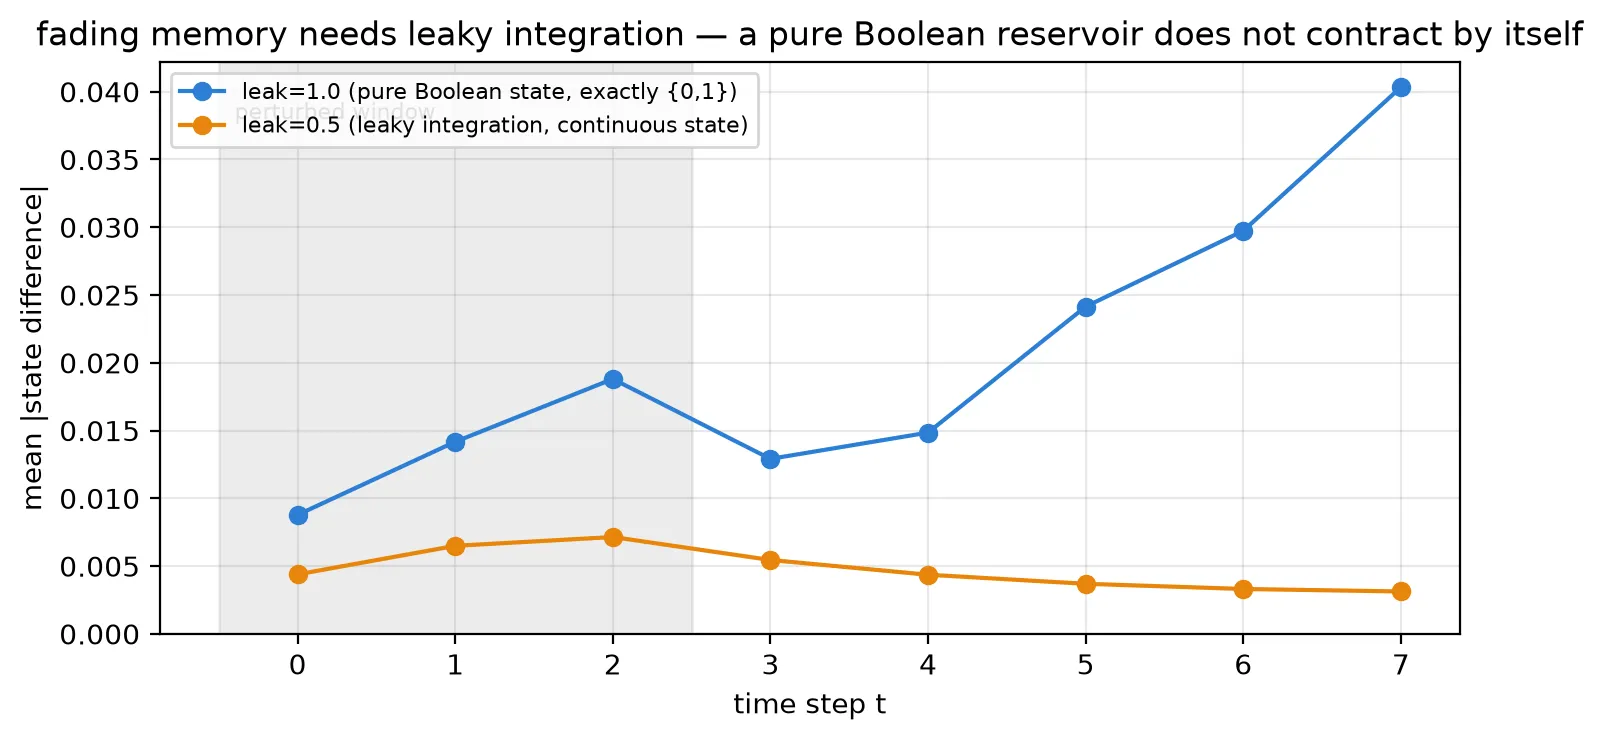 fading memory needs leaky integration — a pure Boolean reservoir does not contract by itself
leak=1.0 (pure Boolean state, exactly {0,1})
perturbed window
leak=0.5 (leaky integration, continuous state)
mean |state difference|
0.040
0.035
0.030
0.025
0.020
0.015
0.010
0.005
0.000
0
1
2
3
4
5
6
7
time step t